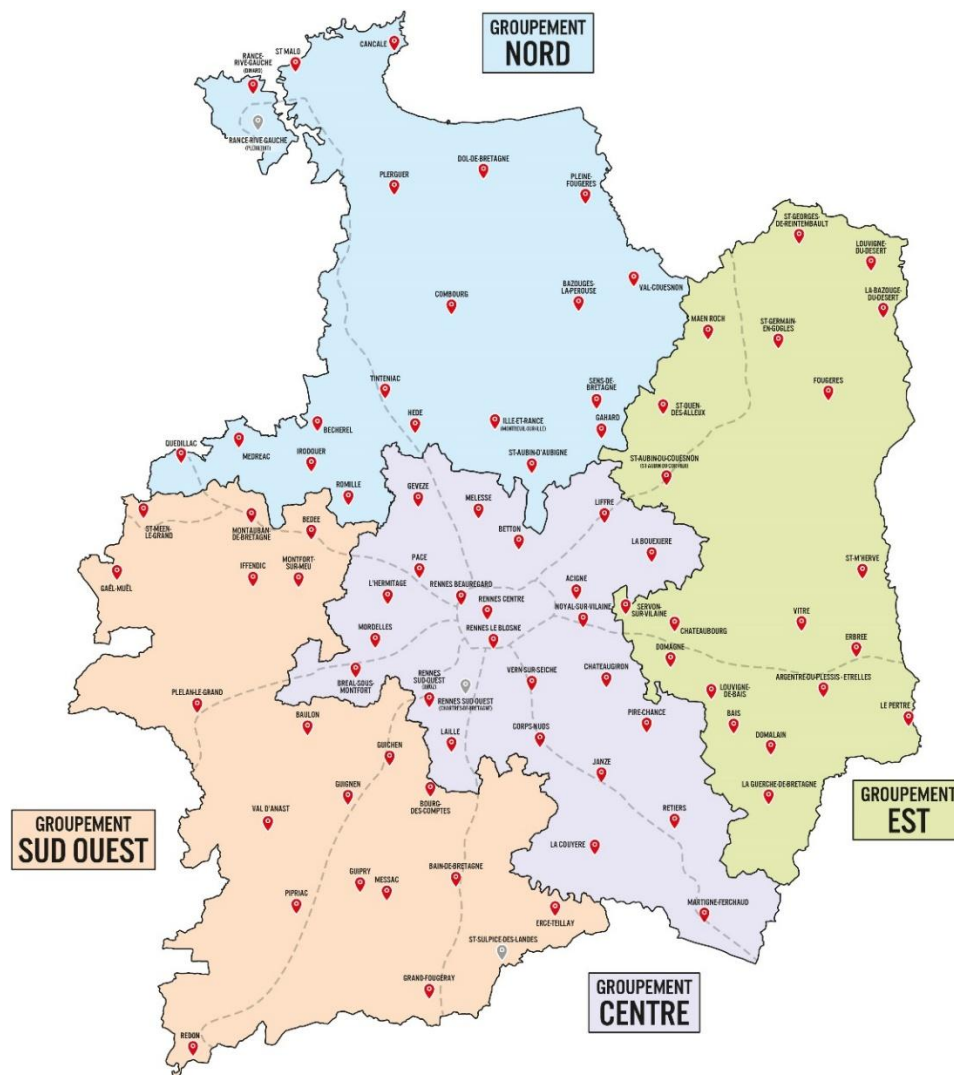 GROUPEMENT
NORD
CANCALE
ST MALO
RANCE-
RIVE-GAUCHE
(DINARD)
RANCE-RIVE-GAUCHE
(PLEURTUIT)
DOL-DE-BRETAGNE
PLERGUER
PLEINE-
FOUGERES
ST-GEORGES-
DE-REINTEMBAULT
LOUVIGNE-
DU-DESERT
LA-BAZOUGE-
DU-DESERT
VAL-COUESNON
BAZOUGES-
LA-PEROUSE
COMBOURG
MAEN ROCH
ST-GERMAIN-
EN-COGLES
FOUGERES
TINTENIAC
SENS-DE-
BRETAGNE
ST-OUEN-
DES-ALLEUX
HEDE
ILLE-ET-RANCE
GAHARD
BECHEREL
QUEDILLAC
MEDREAC
IRODOUER
ST-AUBIN-D'AUBIGNE
ST-AUBIN-DU-COUESNON
ROMILLE
GEVEZE
MELESSE
LIFFRE
ST-MEEN-
LE-GRAND
MONTAUBAN-
DE-BRETAGNE
BEDEE
BETTON
LA BOUEXIERE
GAËL-MUËL
IFFENDIC
MONTFORT-
SUR-MEU
PACE
ST-M'HERVE
L'HERMITAGE
RENNES BEAUREGARD
ACIGNE
RENNES CENTRE
NOYAL-SUR-VILAINE
SERVON-
SUR-VILAINE
CHATEAUBOURG
VITRE
MORDELLES
RENNES LE BLOSNE
ERBREE
DOMAGNE
BREAL-SOUS-
MONTFORT
RENNES
SUD-OUEST
(BRUZ)
RENNES SUD-OUEST
(CHARTRES-DE-BRETAGNE)
VERN-SUR-SEICHE
CHATEAUGIRON
ARGENTRE-DU-PLESSIS - ETRELLES
LOUVIGNE-
DE-BAIS
PLELAN-LE-GRAND
LE PERTRE
BAULON
BAIS
PIRE-CHANCE
CORPS-NUDS
LAILLE
DOMALAIN
GUICHEN
JANZE
LA GUERCHE-DE-BRETAGNE
GUIGNEN
BOURG-
DES-COMPTES
GROUPEMENT
EST
GROUPEMENT
SUD OUEST
VAL D'ANAST
RETIERS
LA COUYERE
GUIPRY
MESSAC
BAIN-DE-BRETAGNE
PIPRIAC
MARTIGNE-FERCHAUD
ERCE-TEILLAY
ST-SULPICE-DES-LANDES
GRAND-FOUGÉRAY
GROUPEMENT
CENTRE
REDON